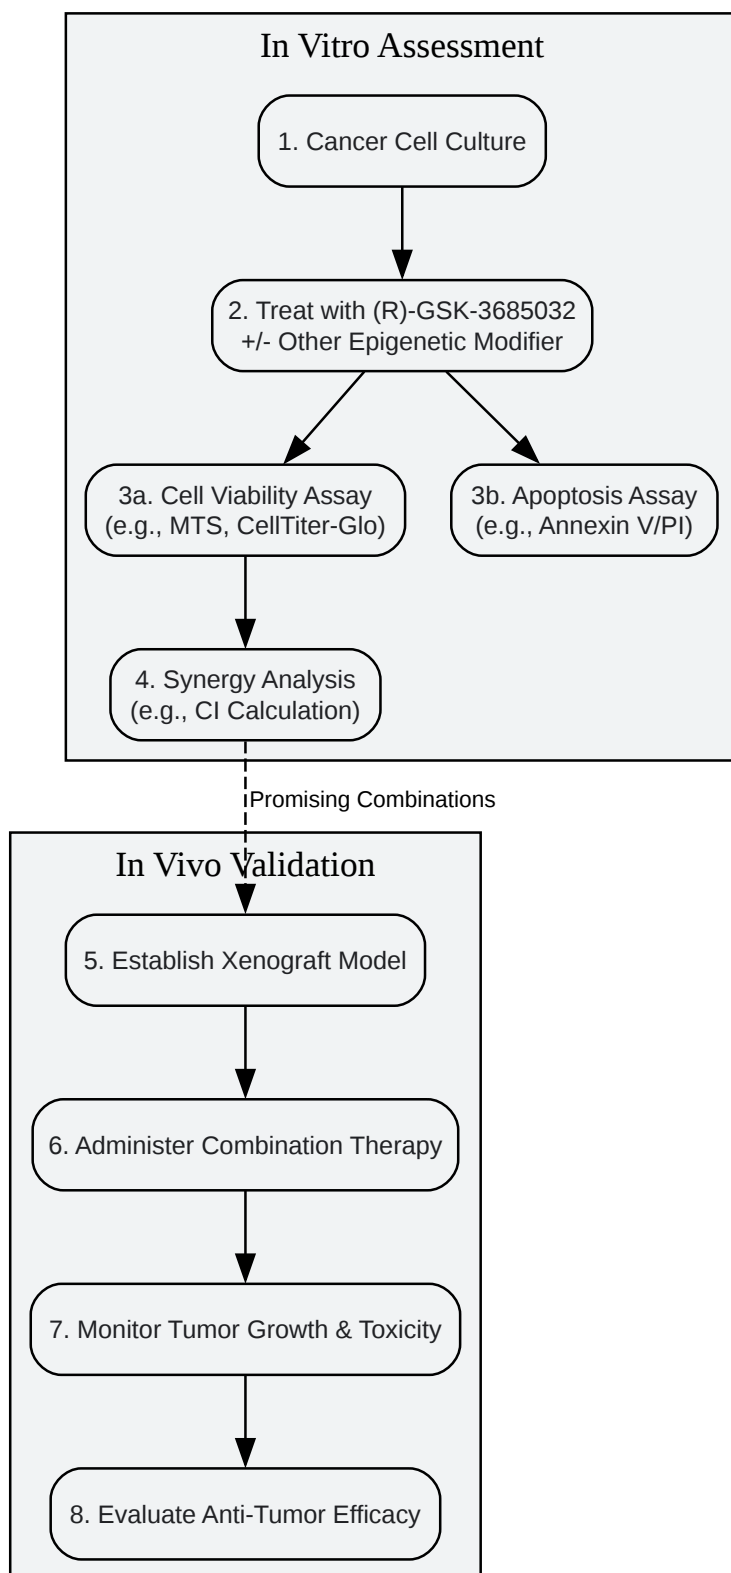 In Vitro Assessment
1. Cancer Cell Culture
2. Treat with (R)-GSK-3685032
+/- Other Epigenetic Modifier
3a. Cell Viability Assay
(e.g., MTS, CellTiter-Glo)
3b. Apoptosis Assay
(e.g., Annexin V/PI)
4. Synergy Analysis
(e.g., CI Calculation)
Promising Combinations
In Vivo Validation
5. Establish Xenograft Model
6. Administer Combination Therapy
7. Monitor Tumor Growth & Toxicity
8. Evaluate Anti-Tumor Efficacy